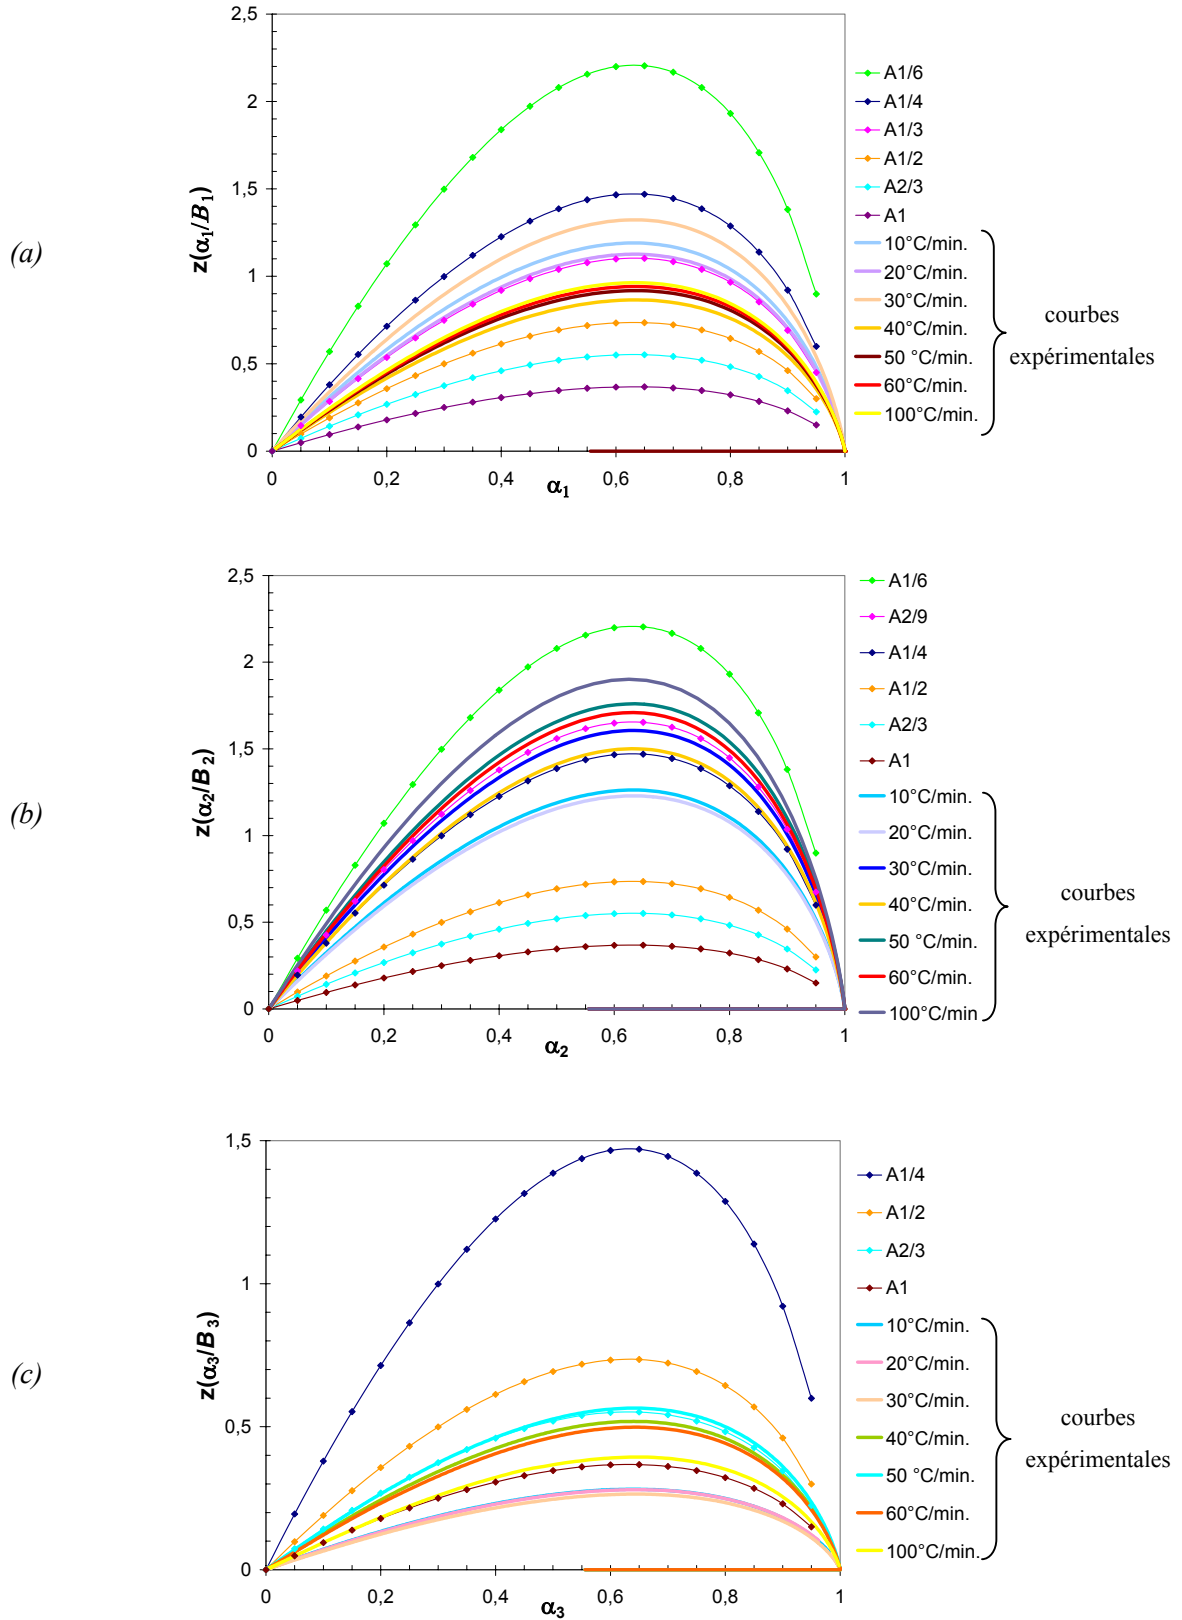 (a)
z(α1/B1)
2,5
2
1,5
1
0,5
0
0 0,2 0,4 0,6 0,8 1
α1
A1/6
A1/4
A1/3
A1/2
A2/3
A1
10°C/min.
20°C/min.
30°C/min.
40°C/min.
50 °C/min.
60°C/min.
100°C/min.
courbes
expérimentales
(b)
z(α2/B2)
2,5
2
1,5
1
0,5
0
0 0,2 0,4 0,6 0,8 1
α2
A1/6
A2/9
A1/4
A1/2
A2/3
A1
10°C/min.
20°C/min.
30°C/min.
40°C/min.
50 °C/min.
60°C/min.
100°C/min
courbes
expérimentales
(c)
z(α3/B3)
1,5
1
0,5
0
0 0,2 0,4 0,6 0,8 1
α3
A1/4
A1/2
A2/3
A1
10°C/min.
20°C/min.
30°C/min.
40°C/min.
50 °C/min.
60°C/min.
100°C/min.
courbes
expérimentales